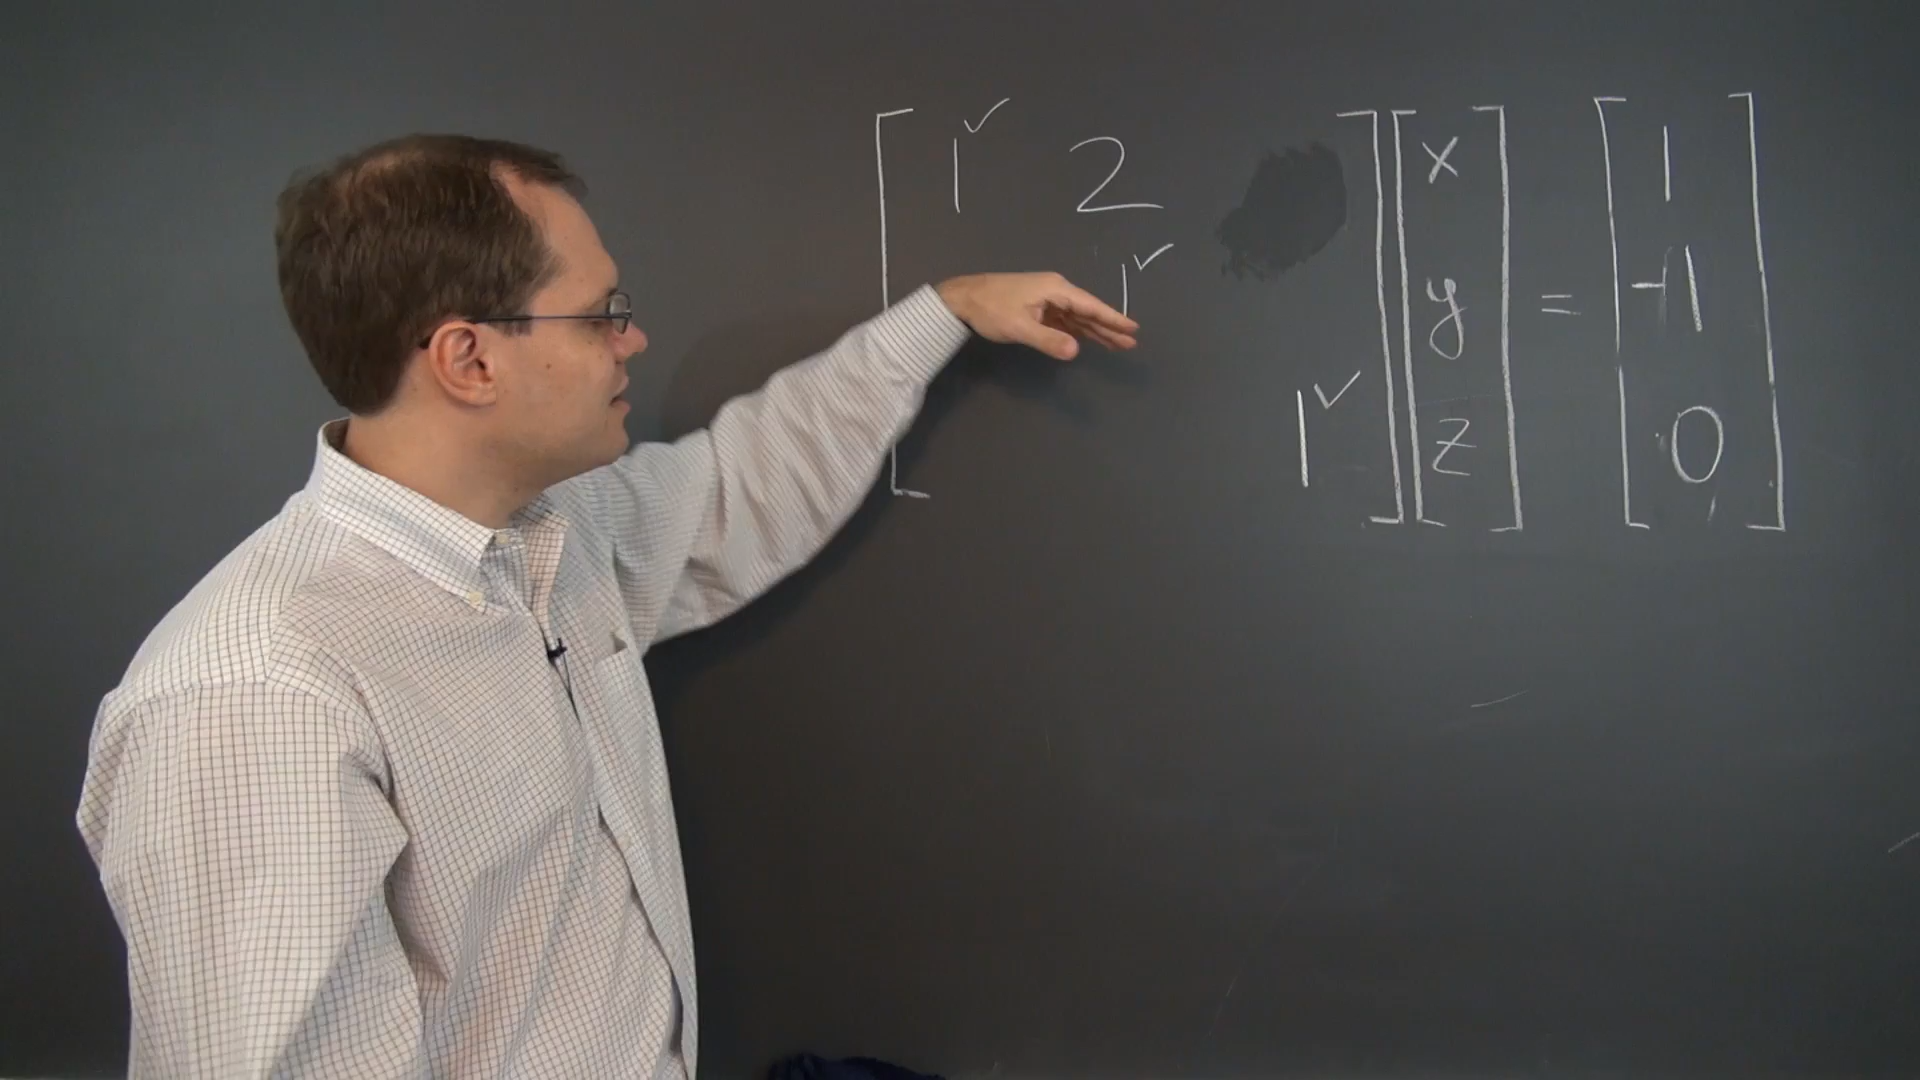 1✓ 2 x 1
1✓ y = -1
1✓ z 0